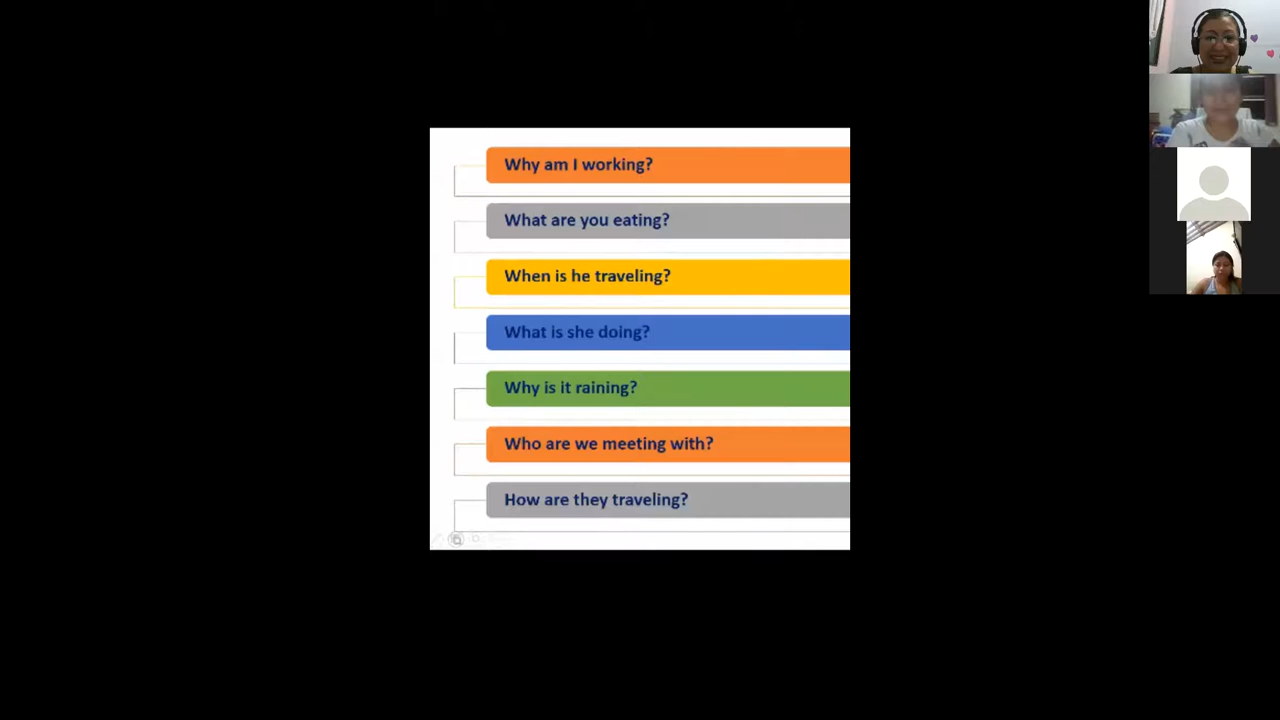 Why am I working?
What are you eating?
When is he traveling?
What is she doing?
Why is it raining?
Who are we meeting with?
How are they traveling?